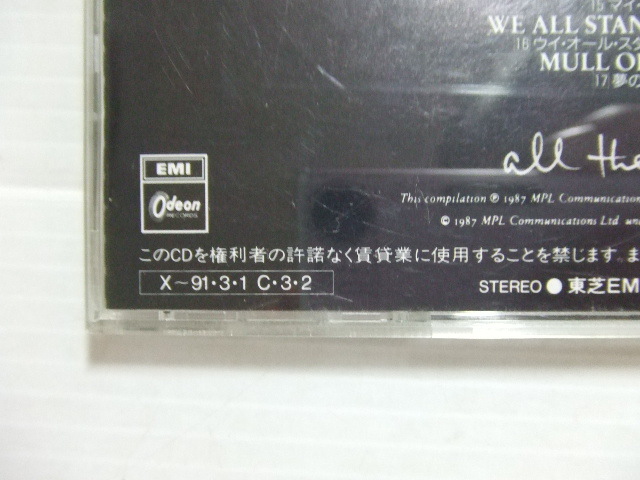 15 マイ・
WE ALL STAN
16 ウイ・オール・スタ
MULL O
17 夢の
all the
EMI
Odeon
RECORDS
This compilation ℗ 1987 MPL Communication
© 1987 MPL Communications Ltd un
このCDを権利者の許諾なく賃貸業に使用することを禁じます。ま
X〜91・3・1 C・3・2
STEREO ● 東芝EM